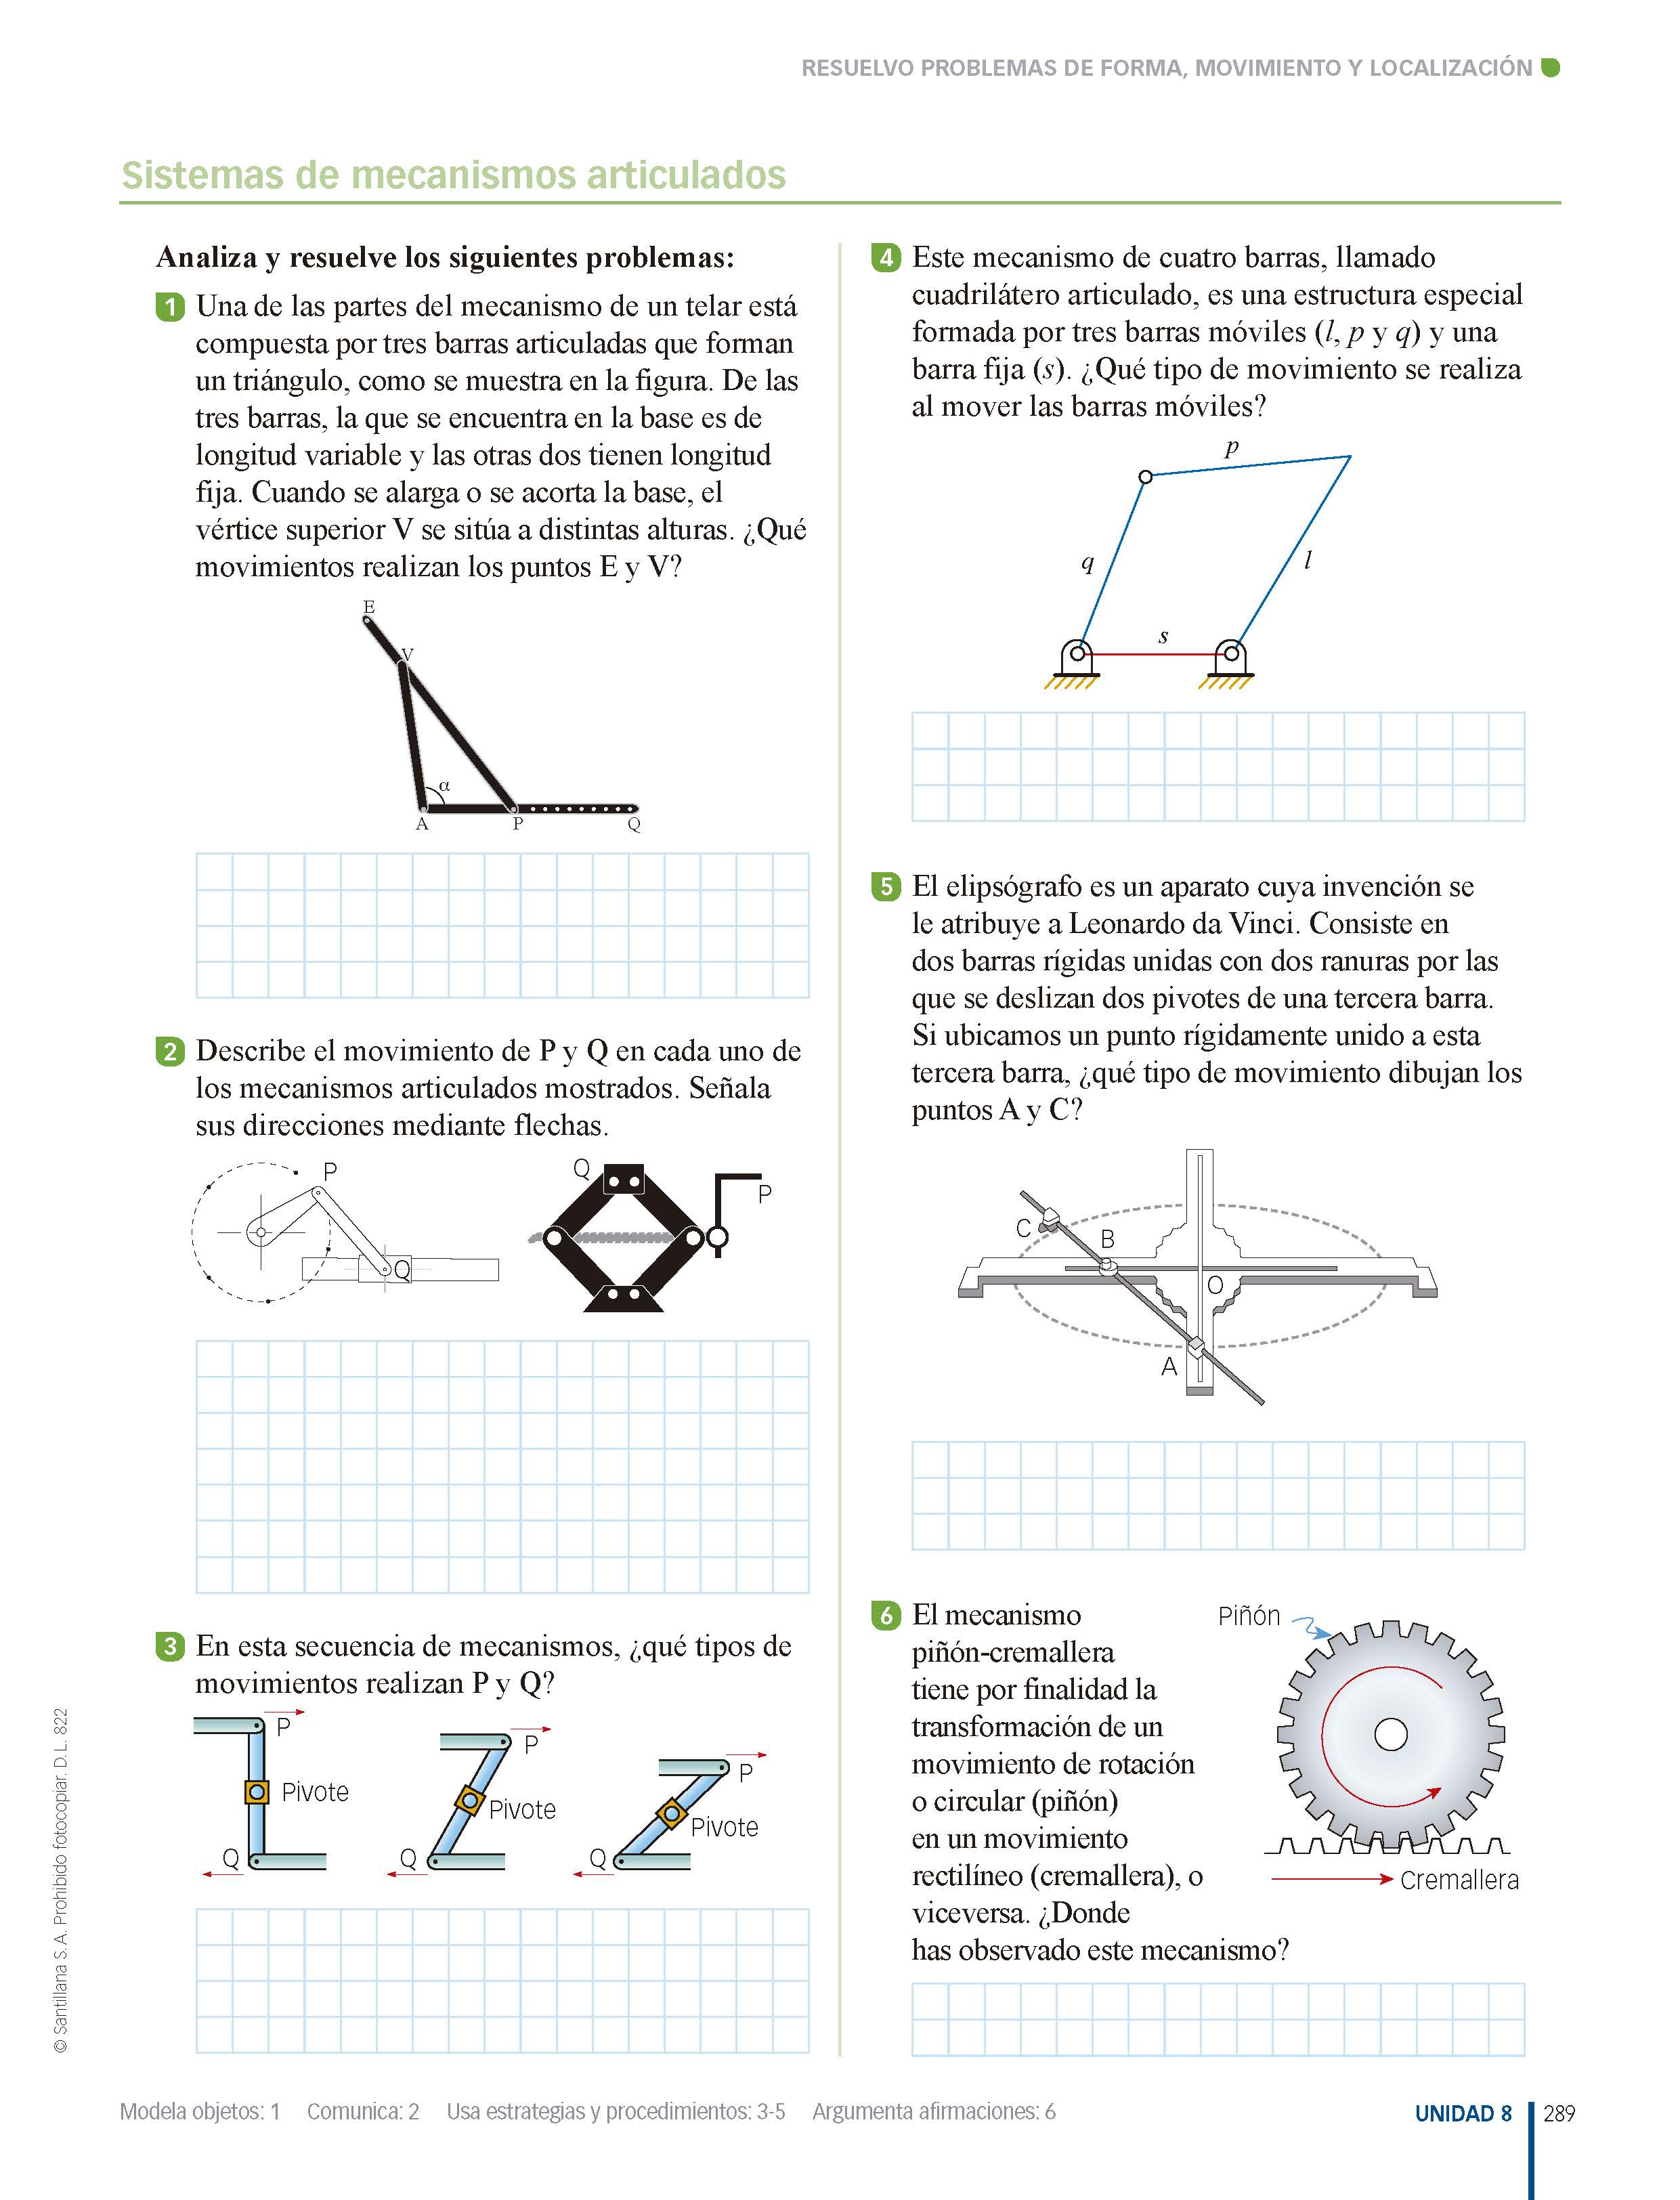 RESUELVO PROBLEMAS DE FORMA, MOVIMIENTO Y LOCALIZACIÓN
Sistemas de mecanismos articulados
Analiza y resuelve los siguientes problemas:
1 Una de las partes del mecanismo de un telar está
compuesta por tres barras articuladas que forman
un triángulo, como se muestra en la figura. De las
tres barras, la que se encuentra en la base es de
longitud variable y las otras dos tienen longitud
fija. Cuando se alarga o se acorta la base, el
vértice superior V se sitúa a distintas alturas. ¿Qué
movimientos realizan los puntos E y V?
E
V
α
A P Q
2 Describe el movimiento de P y Q en cada uno de
los mecanismos articulados mostrados. Señala
sus direcciones mediante flechas.
P
Q
Q
P
3 En esta secuencia de mecanismos, ¿qué tipos de
movimientos realizan P y Q?
P
Pivote
Q
P
Pivote
Q
P
Pivote
Q
4 Este mecanismo de cuatro barras, llamado
cuadrilátero articulado, es una estructura especial
formada por tres barras móviles (l, p y q) y una
barra fija (s). ¿Qué tipo de movimiento se realiza
al mover las barras móviles?
p
q
l
s
5 El elipsógrafo es un aparato cuya invención se
le atribuye a Leonardo da Vinci. Consiste en
dos barras rígidas unidas con dos ranuras por las
que se deslizan dos pivotes de una tercera barra.
Si ubicamos un punto rígidamente unido a esta
tercera barra, ¿qué tipo de movimiento dibujan los
puntos A y C?
C
B
O
A
6 El mecanismo
piñón-cremallera
tiene por finalidad la
transformación de un
movimiento de rotación
o circular (piñón)
en un movimiento
rectilíneo (cremallera), o
viceversa. ¿Donde
has observado este mecanismo?
Piñón
Cremallera
© Santillana S. A. Prohibido fotocopiar. D. L. 822
Modela objetos: 1 Comunica: 2 Usa estrategias y procedimientos: 3-5 Argumenta afirmaciones: 6
UNIDAD 8 289